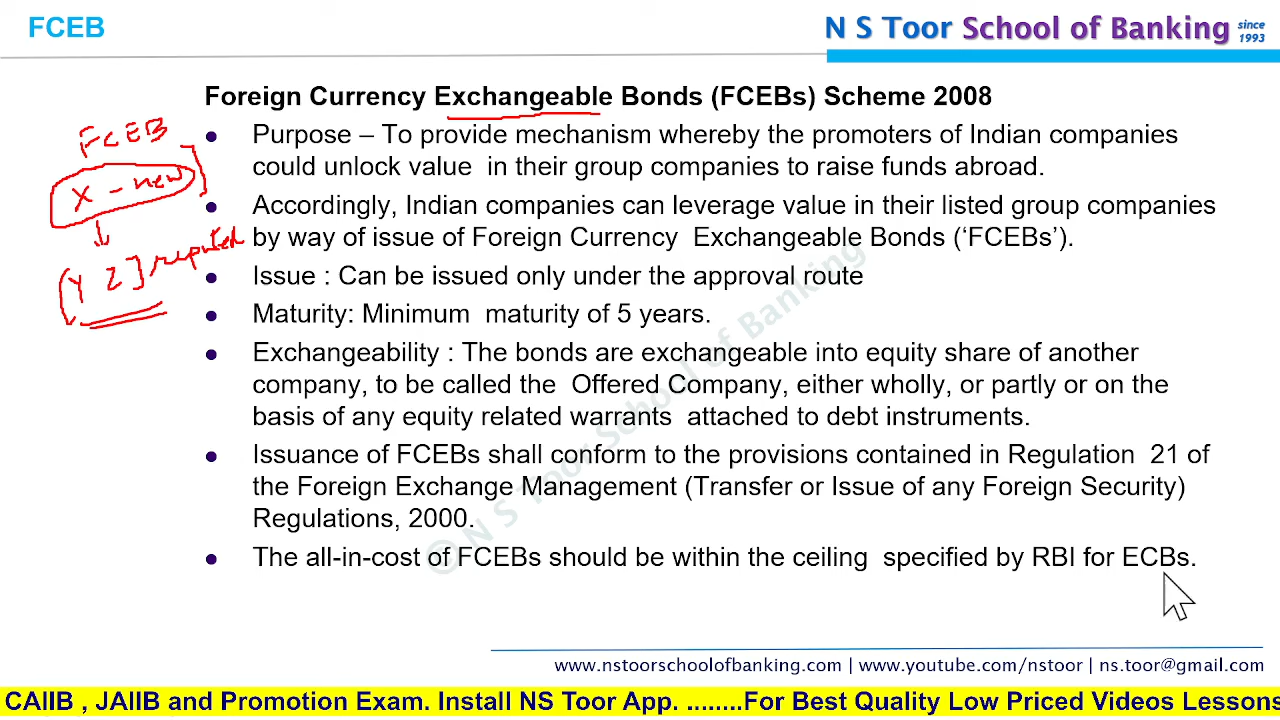 FCEB
N S Toor School of Banking since 1993
Foreign Currency Exchangeable Bonds (FCEBs) Scheme 2008
FCEB
X - new
Y Z] reputed
● Purpose – To provide mechanism whereby the promoters of Indian companies
could unlock value in their group companies to raise funds abroad.
● Accordingly, Indian companies can leverage value in their listed group companies
by way of issue of Foreign Currency Exchangeable Bonds (‘FCEBs’).
● Issue : Can be issued only under the approval route
● Maturity: Minimum maturity of 5 years.
● Exchangeability : The bonds are exchangeable into equity share of another
company, to be called the Offered Company, either wholly, or partly or on the
basis of any equity related warrants attached to debt instruments.
● Issuance of FCEBs shall conform to the provisions contained in Regulation 21 of
the Foreign Exchange Management (Transfer or Issue of any Foreign Security)
Regulations, 2000.
● The all-in-cost of FCEBs should be within the ceiling specified by RBI for ECBs.
© N S Toor School of Banking
www.nstoorschoolofbanking.com | www.youtube.com/nstoor | ns.toor@gmail.com
CAIIB , JAIIB and Promotion Exam. Install NS Toor App. ........For Best Quality Low Priced Videos Lessons